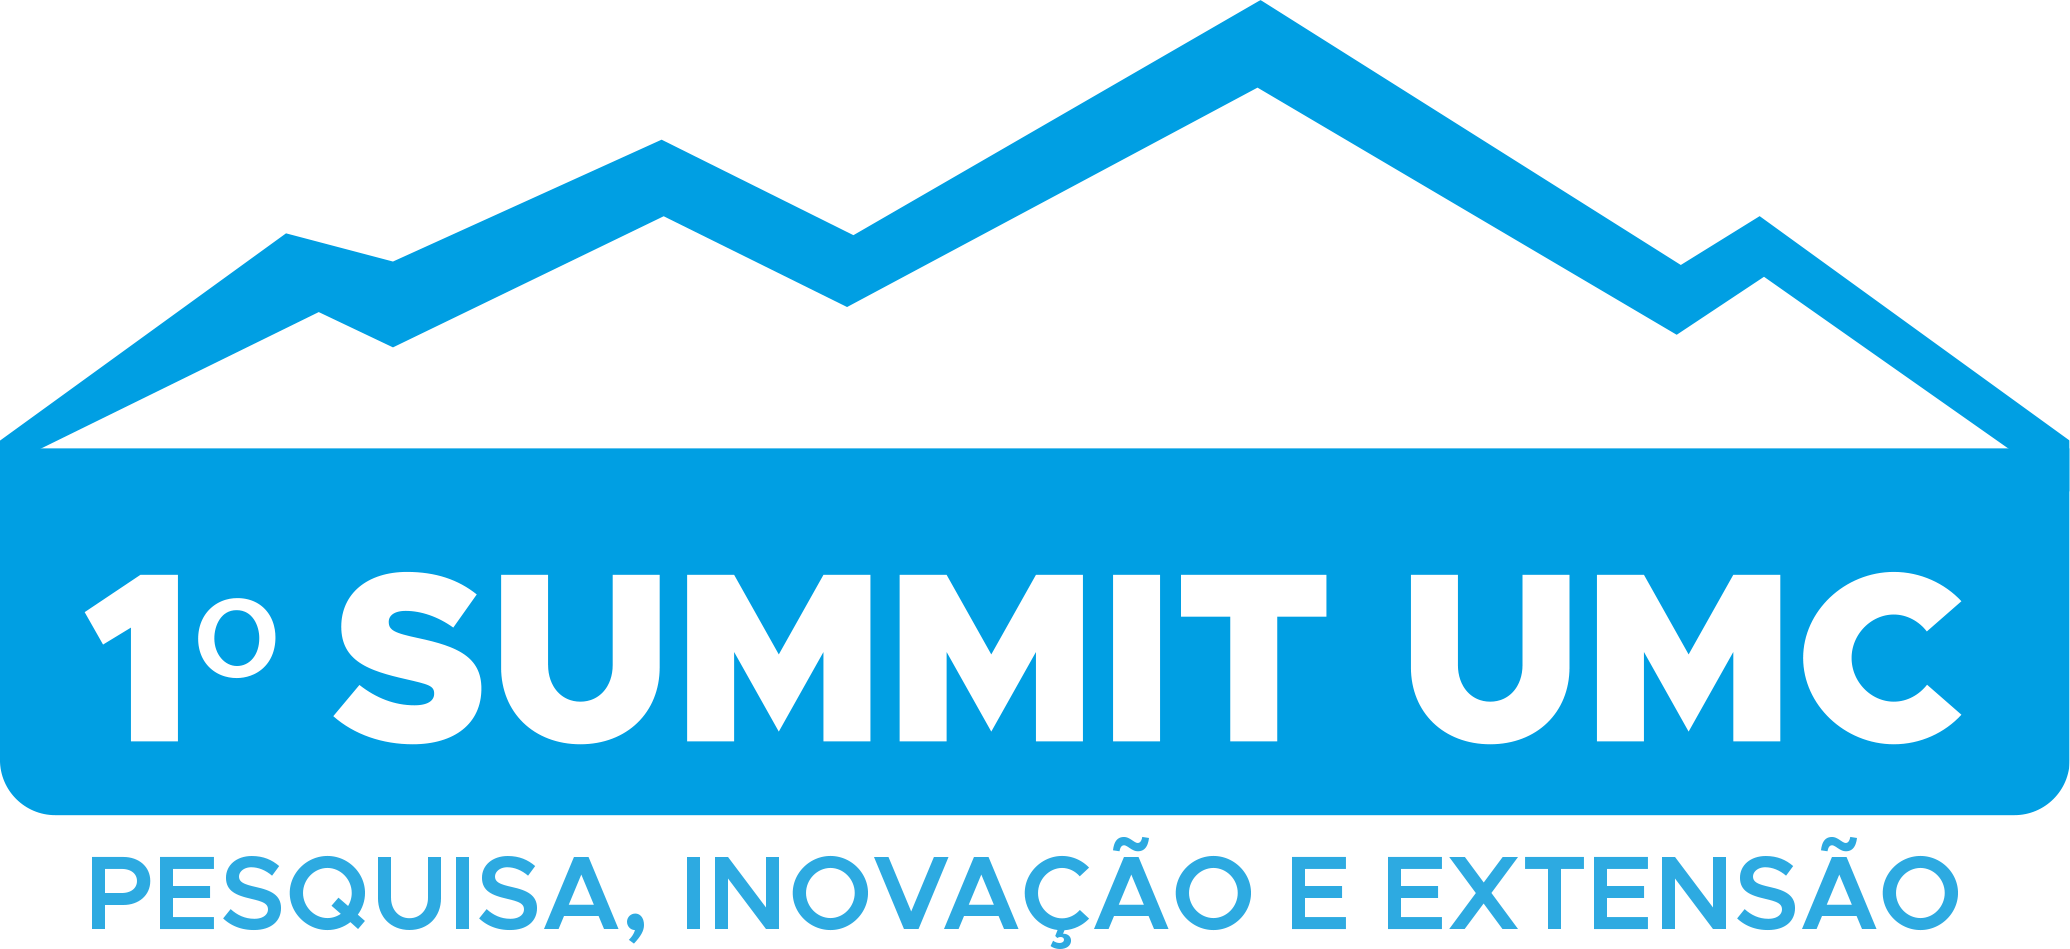 1º SUMMIT UMC
PESQUISA, INOVAÇÃO E EXTENSÃO